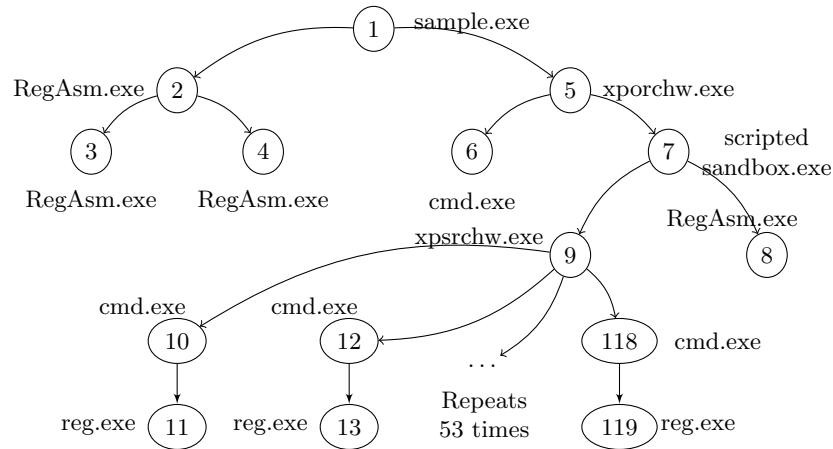 1 sample.exe
RegAsm.exe 2 5 xporchw.exe
3 4 6 7 scripted
sandbox.exe
RegAsm.exe RegAsm.exe cmd.exe RegAsm.exe
xpsrchw.exe 9 8
cmd.exe cmd.exe
10 12 118 cmd.exe
...
Repeats
reg.exe 11 reg.exe 13 53 times 119 reg.exe